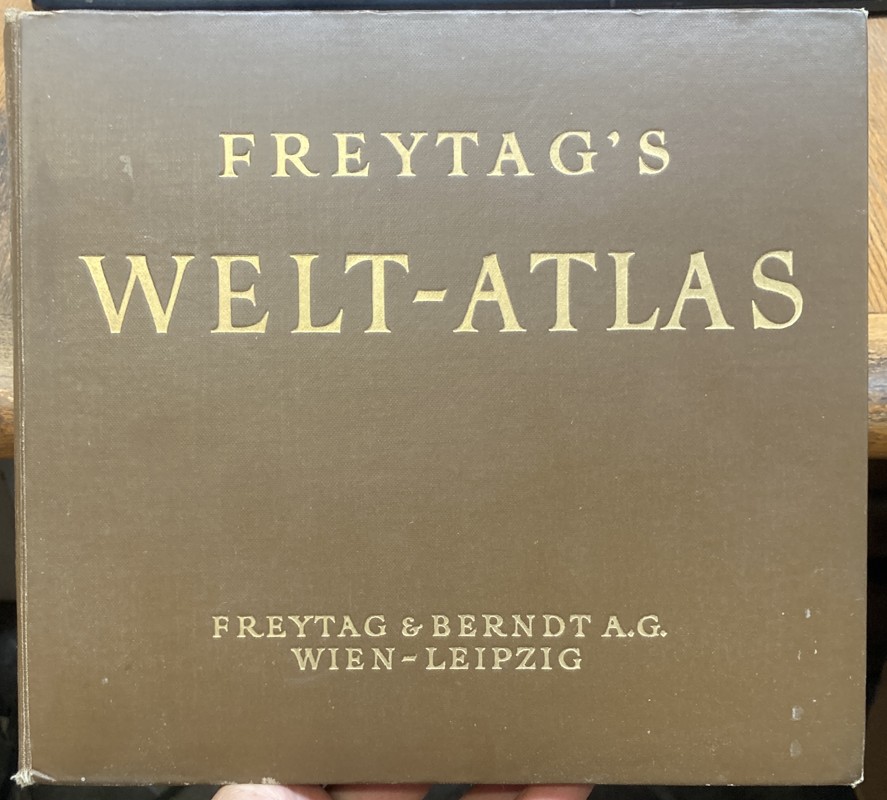 FREYTAG'S
WELT-ATLAS
FREYTAG & BERNDT A.G.
WIEN-LEIPZIG